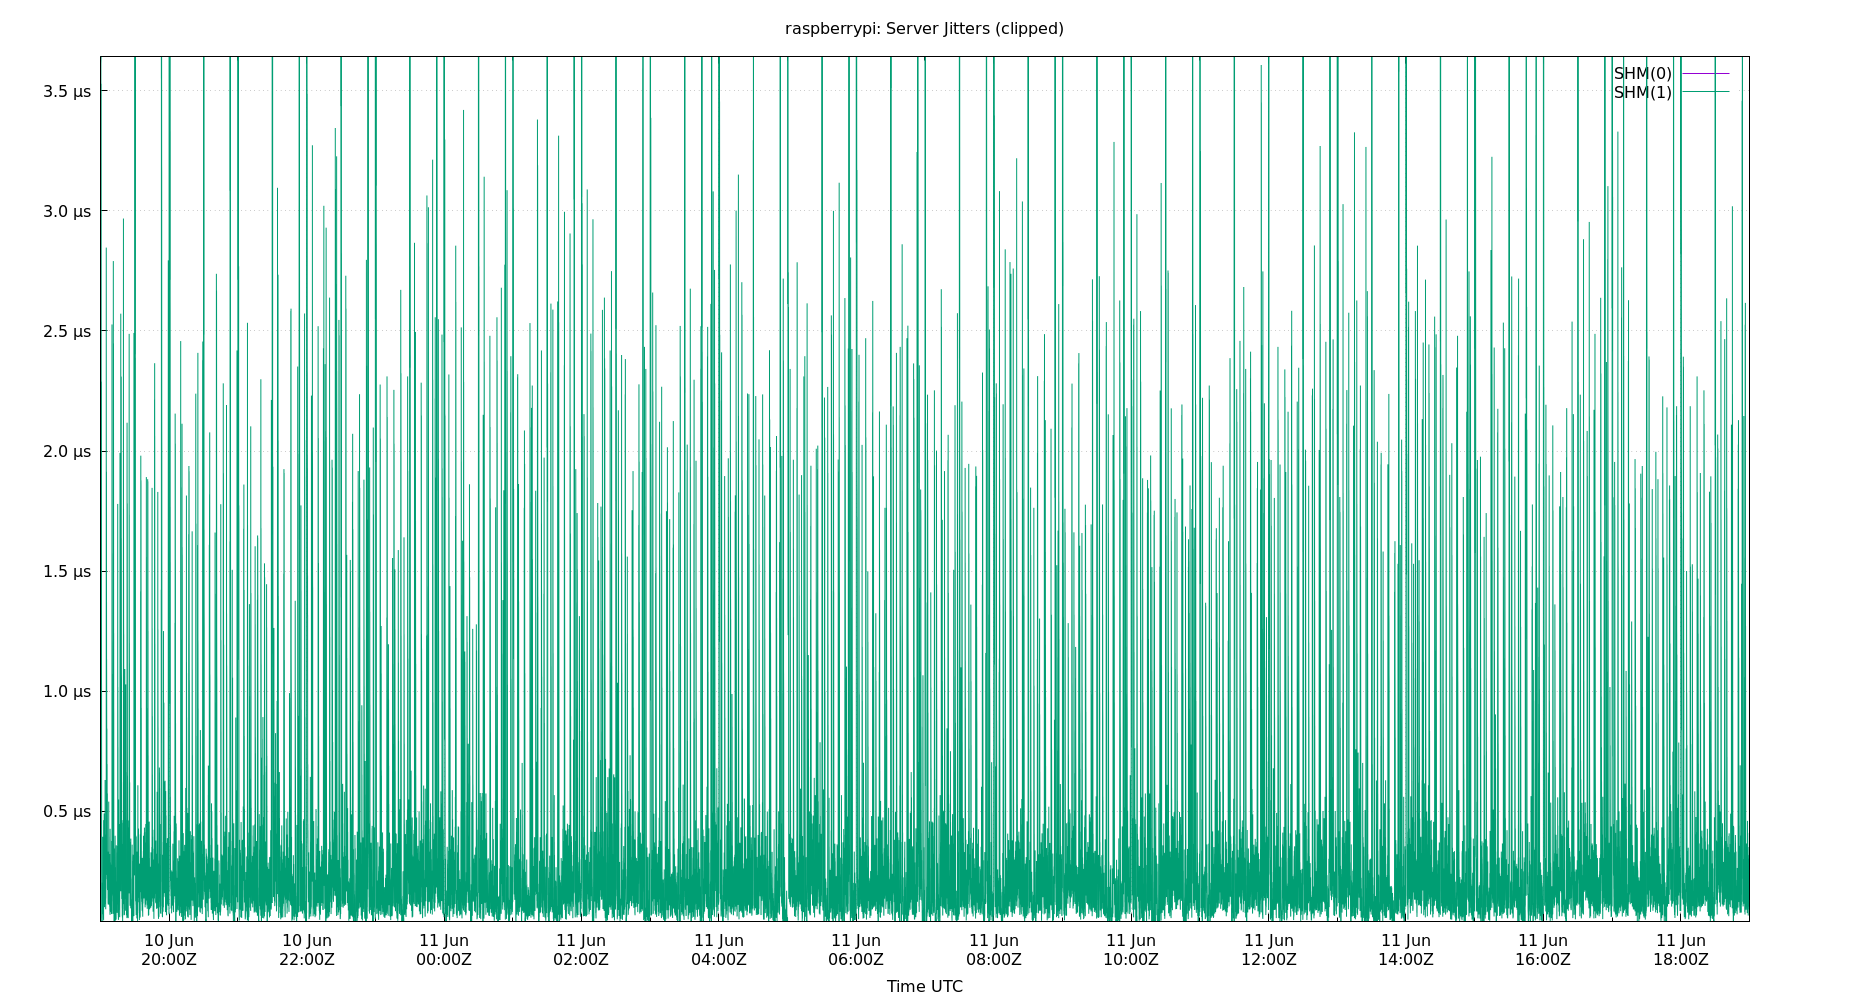 raspberrypi: Server Jitters (clipped)
SHM(0)
SHM(1)
3.5 µs
3.0 µs
2.5 µs
2.0 µs
1.5 µs
1.0 µs
0.5 µs
10 Jun 10 Jun 11 Jun 11 Jun 11 Jun 11 Jun 11 Jun 11 Jun 11 Jun 11 Jun 11 Jun 11 Jun
20:00Z 22:00Z 00:00Z 02:00Z 04:00Z 06:00Z 08:00Z 10:00Z 12:00Z 14:00Z 16:00Z 18:00Z
Time UTC